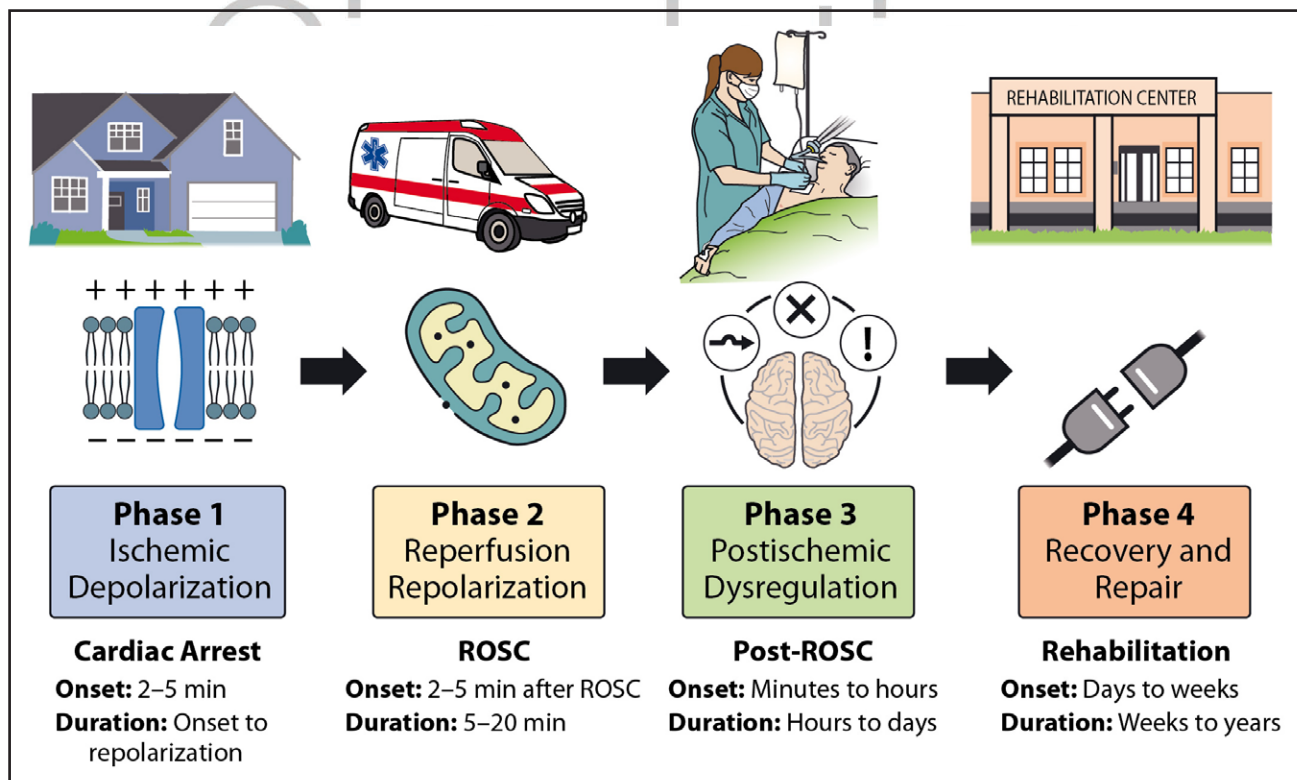 REHABILITATION CENTER
+ + + + + +
− − − − − −
!
Phase 1
Ischemic
Depolarization
Cardiac Arrest
Onset: 2–5 min
Duration: Onset to
repolarization
Phase 2
Reperfusion
Repolarization
ROSC
Onset: 2–5 min after ROSC
Duration: 5–20 min
Phase 3
Postischemic
Dysregulation
Post-ROSC
Onset: Minutes to hours
Duration: Hours to days
Phase 4
Recovery and
Repair
Rehabilitation
Onset: Days to weeks
Duration: Weeks to years